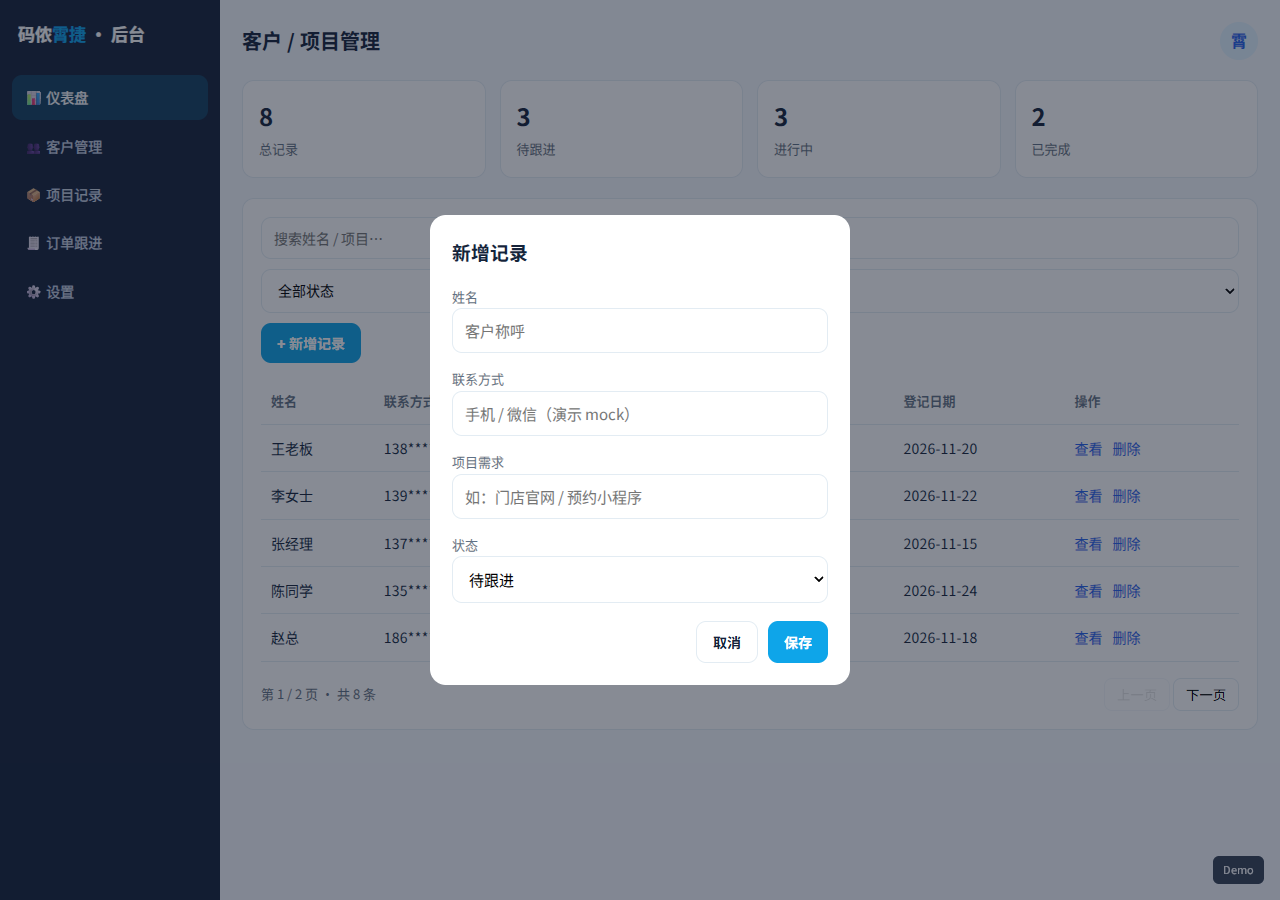 码侬霄捷 · 后台
📊 仪表盘
👥 客户管理
📦 项目记录
🧾 订单跟进
⚙️ 设置
客户 / 项目管理
霄
8
总记录
3
待跟进
3
进行中
2
已完成
搜索姓名 / 项目…
全部状态
+ 新增记录
姓名 联系方式 登记日期 操作
王老板 138*** 2026-11-20 查看 删除
李女士 139*** 2026-11-22 查看 删除
张经理 137*** 2026-11-15 查看 删除
陈同学 135*** 2026-11-24 查看 删除
赵总 186*** 2026-11-18 查看 删除
第 1 / 2 页 · 共 8 条
上一页 下一页
新增记录
姓名
客户称呼
联系方式
手机 / 微信（演示 mock）
项目需求
如：门店官网 / 预约小程序
状态
待跟进
取消 保存
Demo